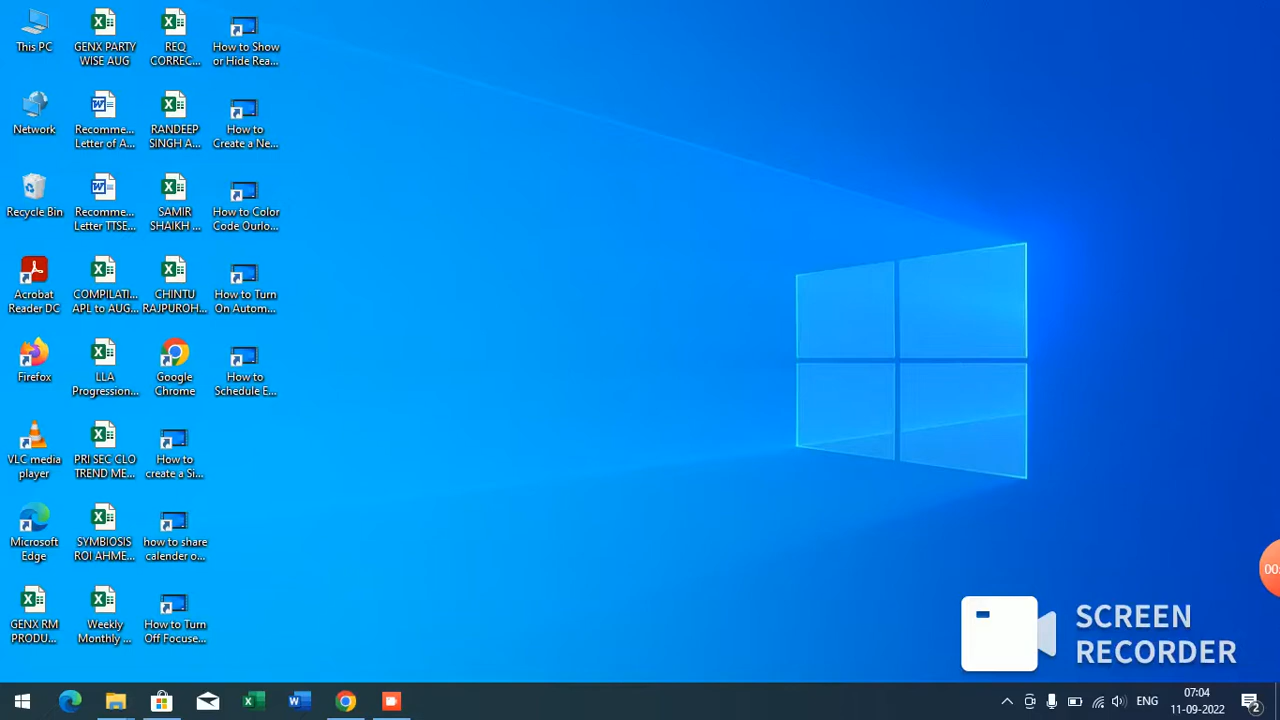 This PC
Network
Recycle Bin
Acrobat
Reader DC
Firefox
VLC media
player
Microsoft
Edge
GENX RM
PRODU...
GENX PARTY
WISE AUG
Recomme...
Letter of A...
Recomme...
Letter TTSE...
COMPILATI...
APL to AUG...
LLA
Progression...
PRI SEC CLO
TREND ME...
SYMBIOSIS
ROI AHME...
Weekly
Monthly ...
REQ
CORREC...
RANDEEP
SINGH A...
SAMIR
SHAIKH ...
CHINTU
RAJPUROH...
Google
Chrome
How to
create a Si...
how to share
calender o...
How to Turn
Off Focuse...
How to Show
or Hide Rea...
How to
Create a Ne...
How to Color
Code Ourlo...
How to Turn
On Autom...
How to
Schedule E...
00:
SCREEN
RECORDER
ENG
07:04
11-09-2022
2